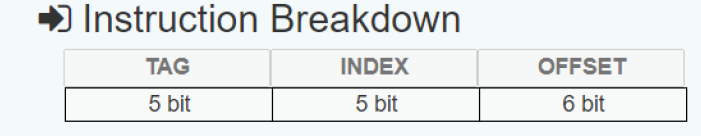 Instruction Breakdown
TAG INDEX OFFSET
5 bit 5 bit 6 bit